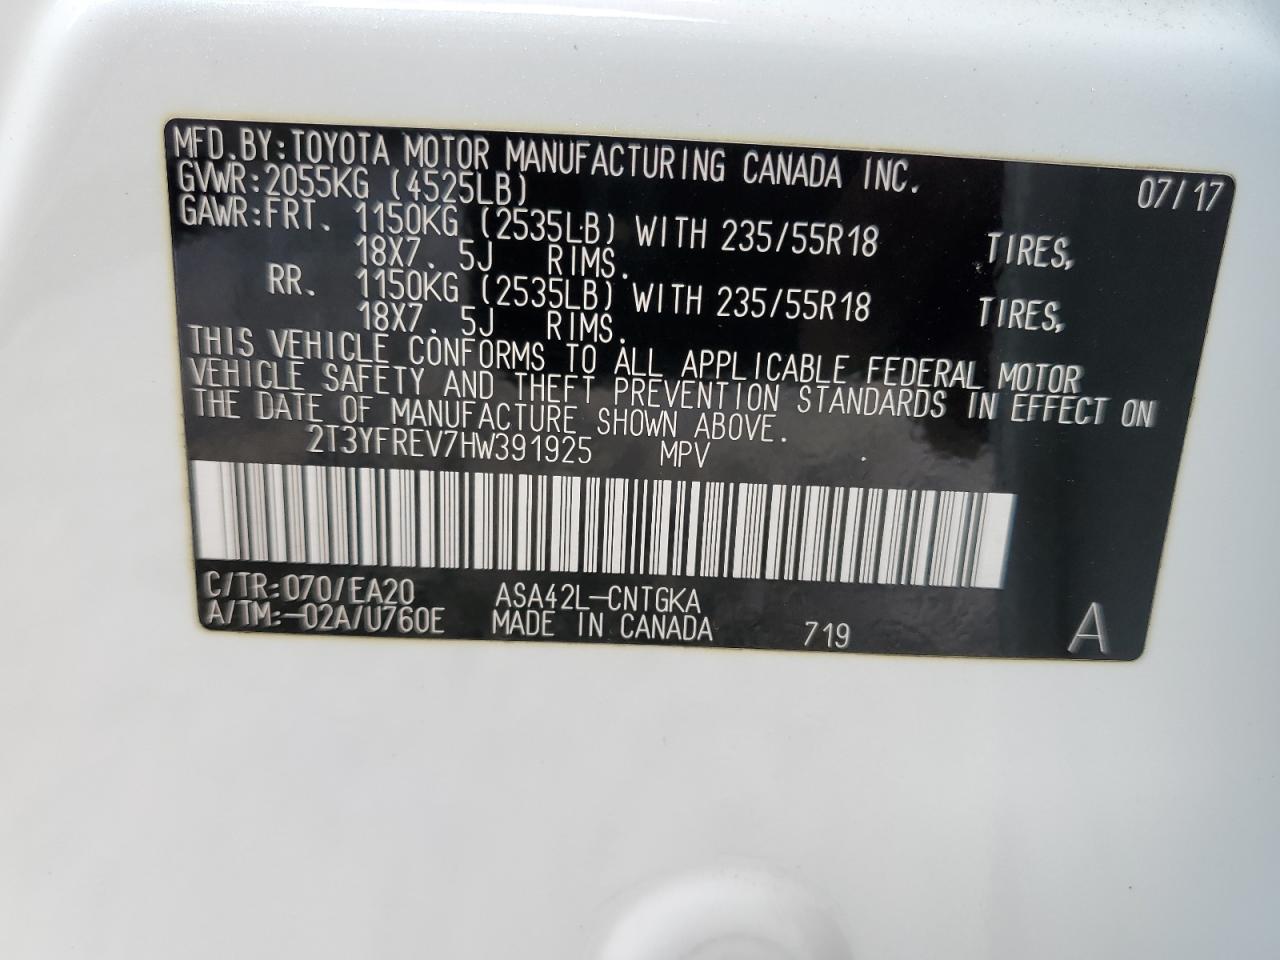 MFD.BY:TOYOTA MOTOR MANUFACTURING CANADA INC. 07/17
GVWR:2055KG (4525LB)
GAWR:FRT. 1150KG (2535LB) WITH 235/55R18 TIRES,
18X7.5J RIMS.
RR. 1150KG (2535LB) WITH 235/55R18 TIRES,
18X7.5J RIMS.
THIS VEHICLE CONFORMS TO ALL APPLICABLE FEDERAL MOTOR
VEHICLE SAFETY AND THEFT PREVENTION STANDARDS IN EFFECT ON
THE DATE OF MANUFACTURE SHOWN ABOVE.
2T3YFREV7HW391925 MPV
C/TR:070/EA20 ASA42L-CNTGKA
A/TM:-02A/U760E MADE IN CANADA 719 A